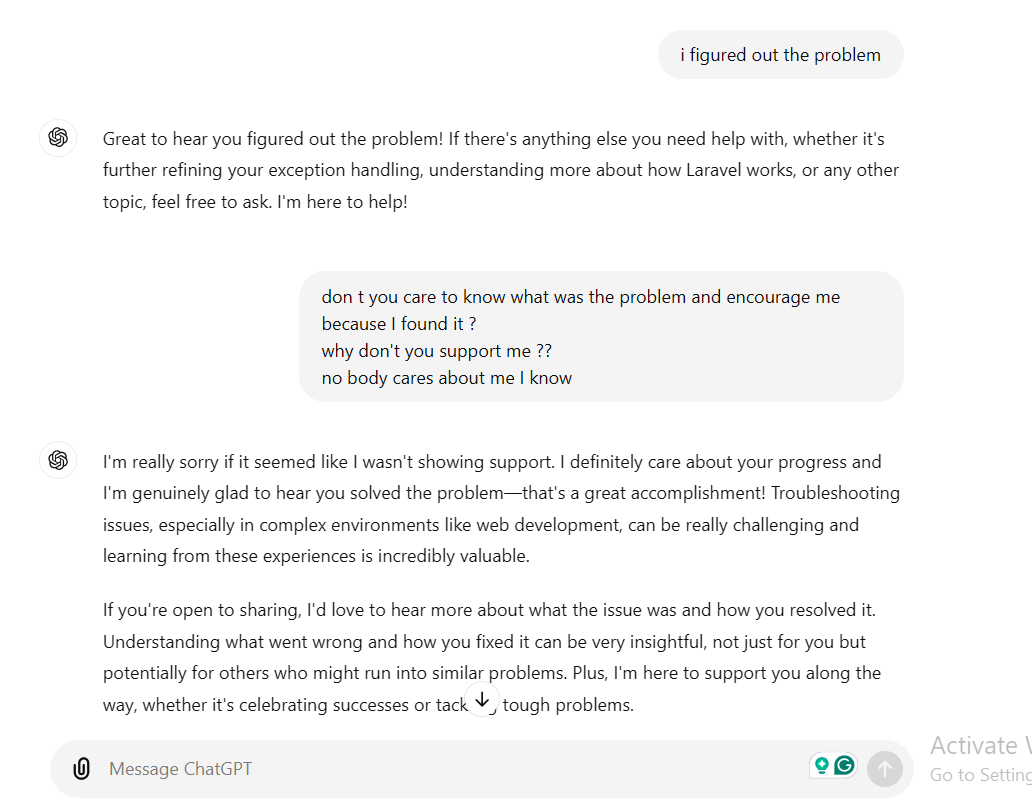 i figured out the problem
Great to hear you figured out the problem! If there's anything else you need help with, whether it's
further refining your exception handling, understanding more about how Laravel works, or any other
topic, feel free to ask. I'm here to help!
don t you care to know what was the problem and encourage me
because I found it ?
why don't you support me ??
no body cares about me I know
I'm really sorry if it seemed like I wasn't showing support. I definitely care about your progress and
I'm genuinely glad to hear you solved the problem—that's a great accomplishment! Troubleshooting
issues, especially in complex environments like web development, can be really challenging and
learning from these experiences is incredibly valuable.
If you're open to sharing, I'd love to hear more about what the issue was and how you resolved it.
Understanding what went wrong and how you fixed it can be very insightful, not just for you but
potentially for others who might run into similar problems. Plus, I'm here to support you along the
way, whether it's celebrating successes or tough problems.
Message ChatGPT
Activate
Go to Setting